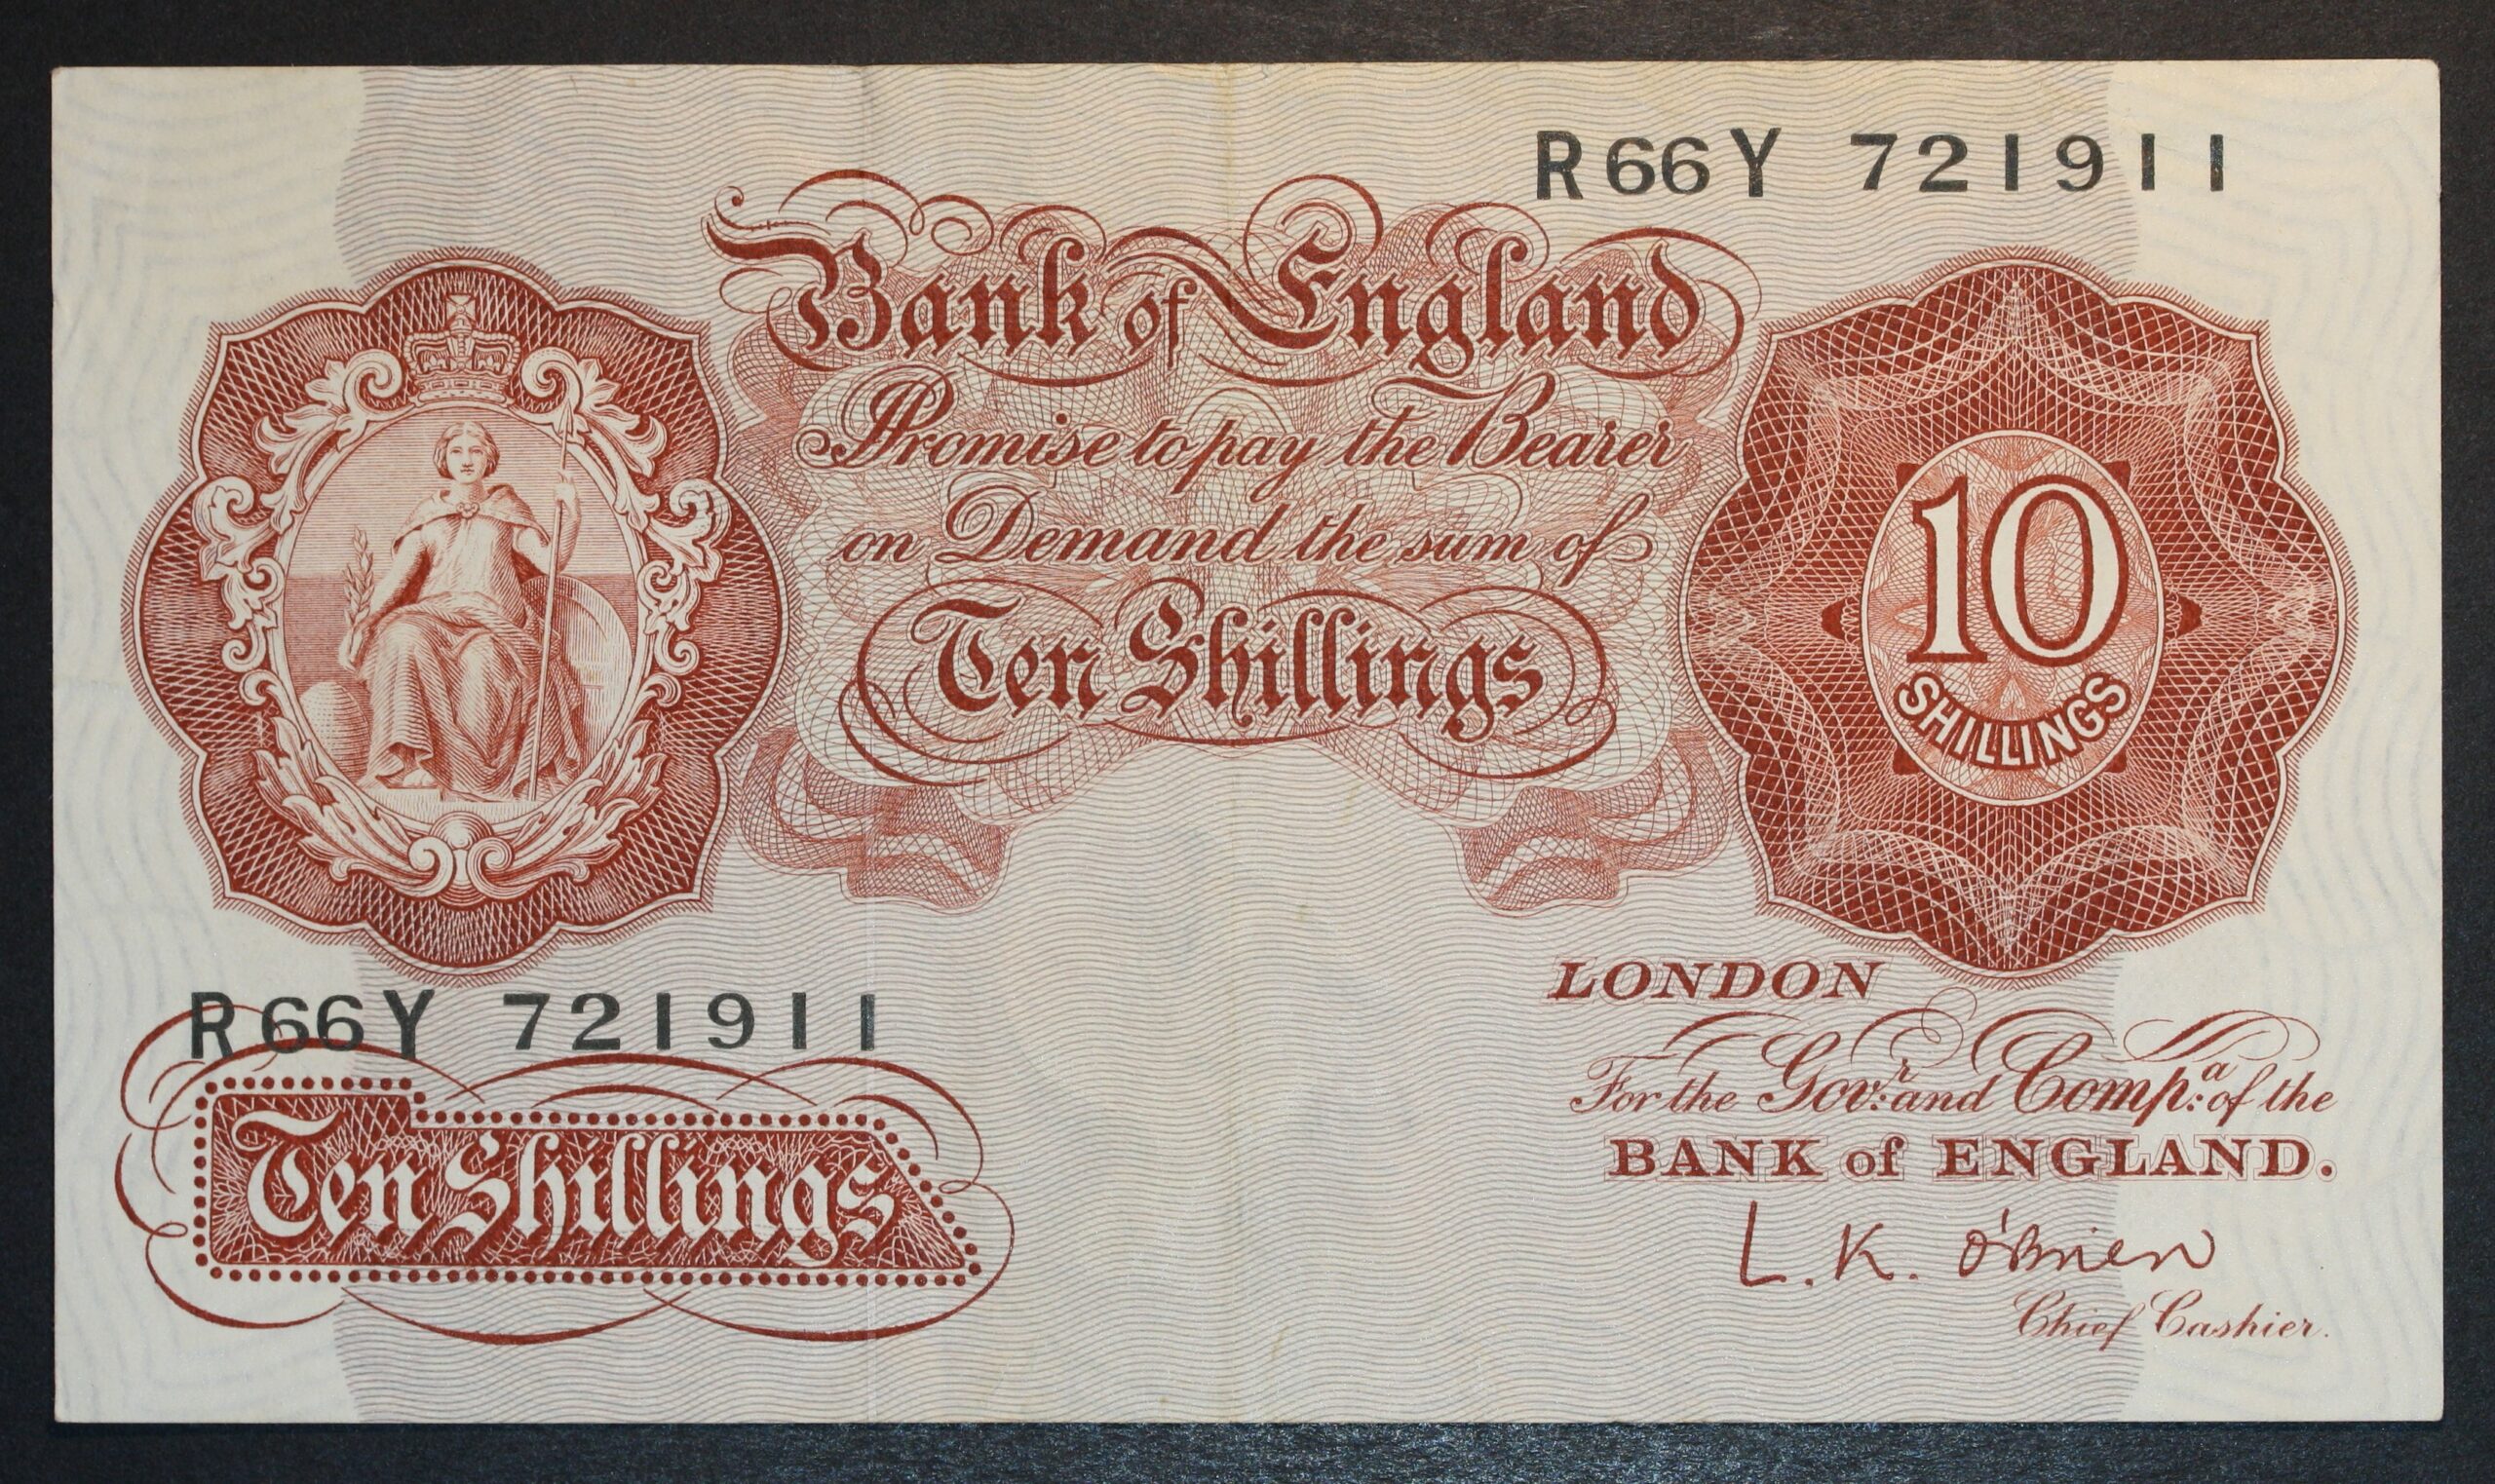 R66Y 721911
Bank of England
Promise to pay the Bearer
on Demand the sum of
Ten Shillings
10
SHILLINGS
R66Y 721911
Ten Shillings
LONDON
For the Govr: and Compa: of the
BANK of ENGLAND.
L. K. O'Brien
Chief Cashier.